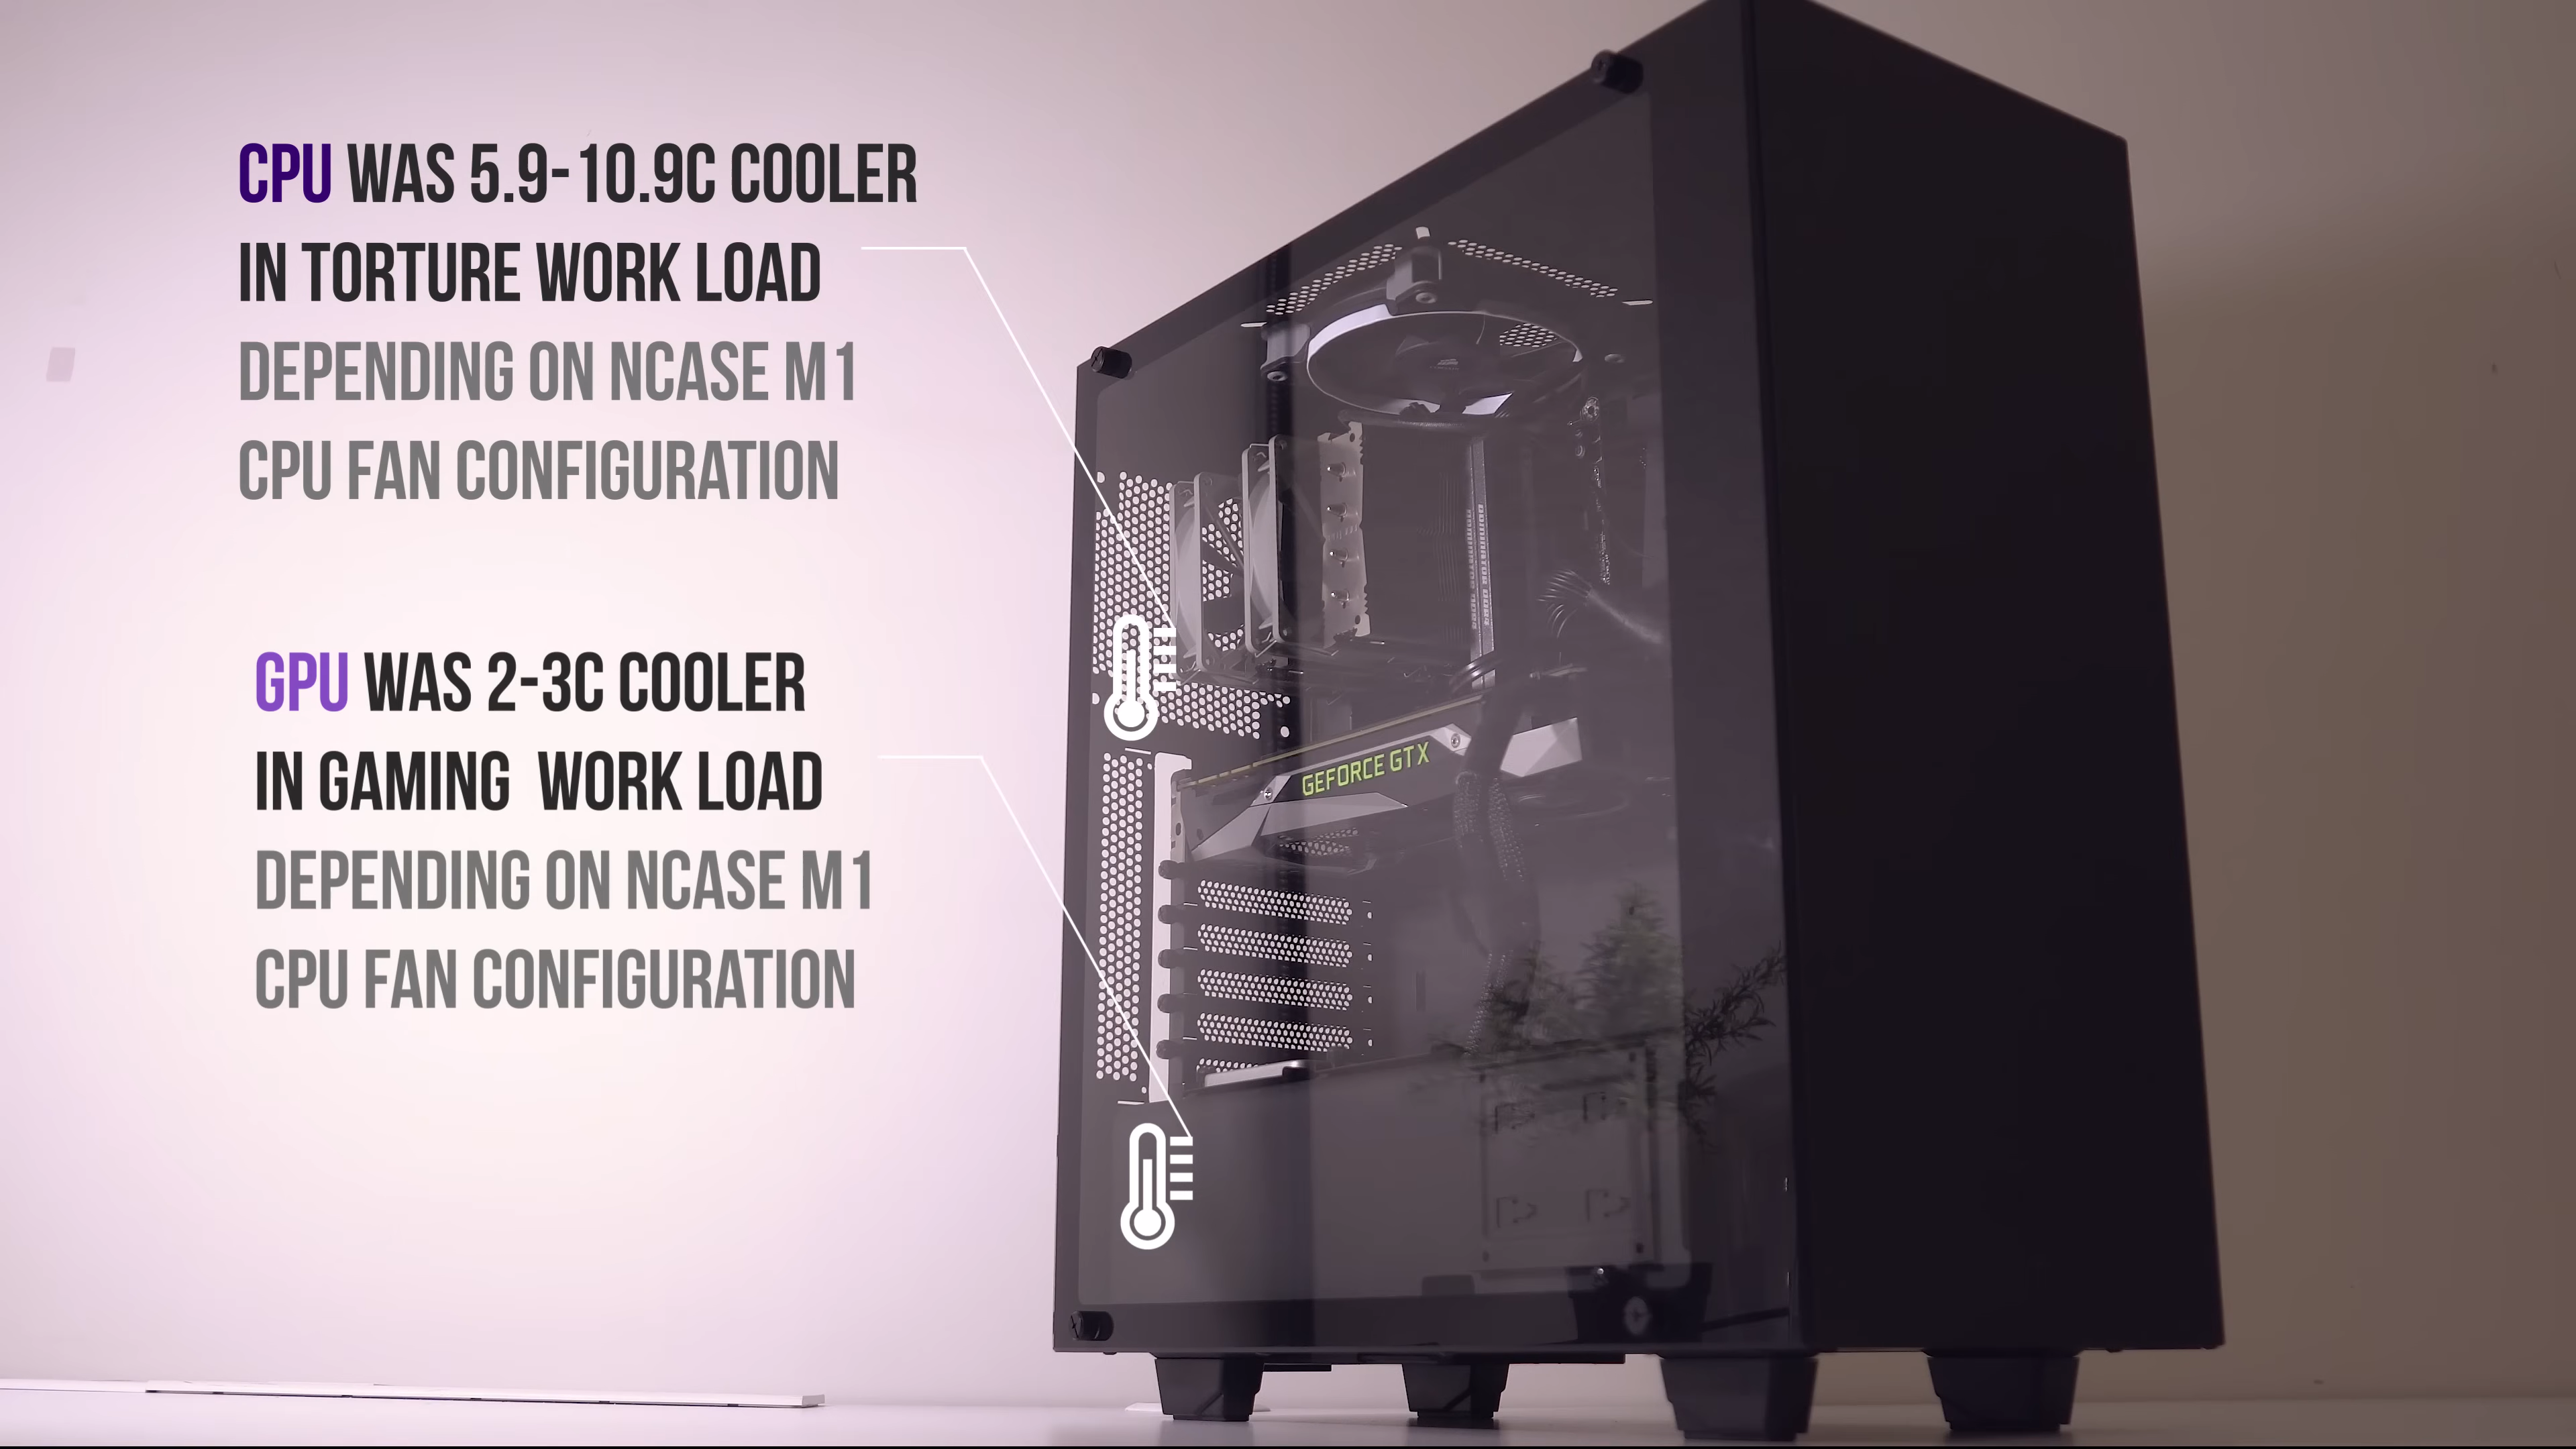 CPU WAS 5.9-10.9C COOLER
IN TORTURE WORK LOAD
DEPENDING ON NCASE M1
CPU FAN CONFIGURATION
GPU WAS 2-3C COOLER
IN GAMING WORK LOAD
DEPENDING ON NCASE M1
CPU FAN CONFIGURATION
GEFORCE GTX